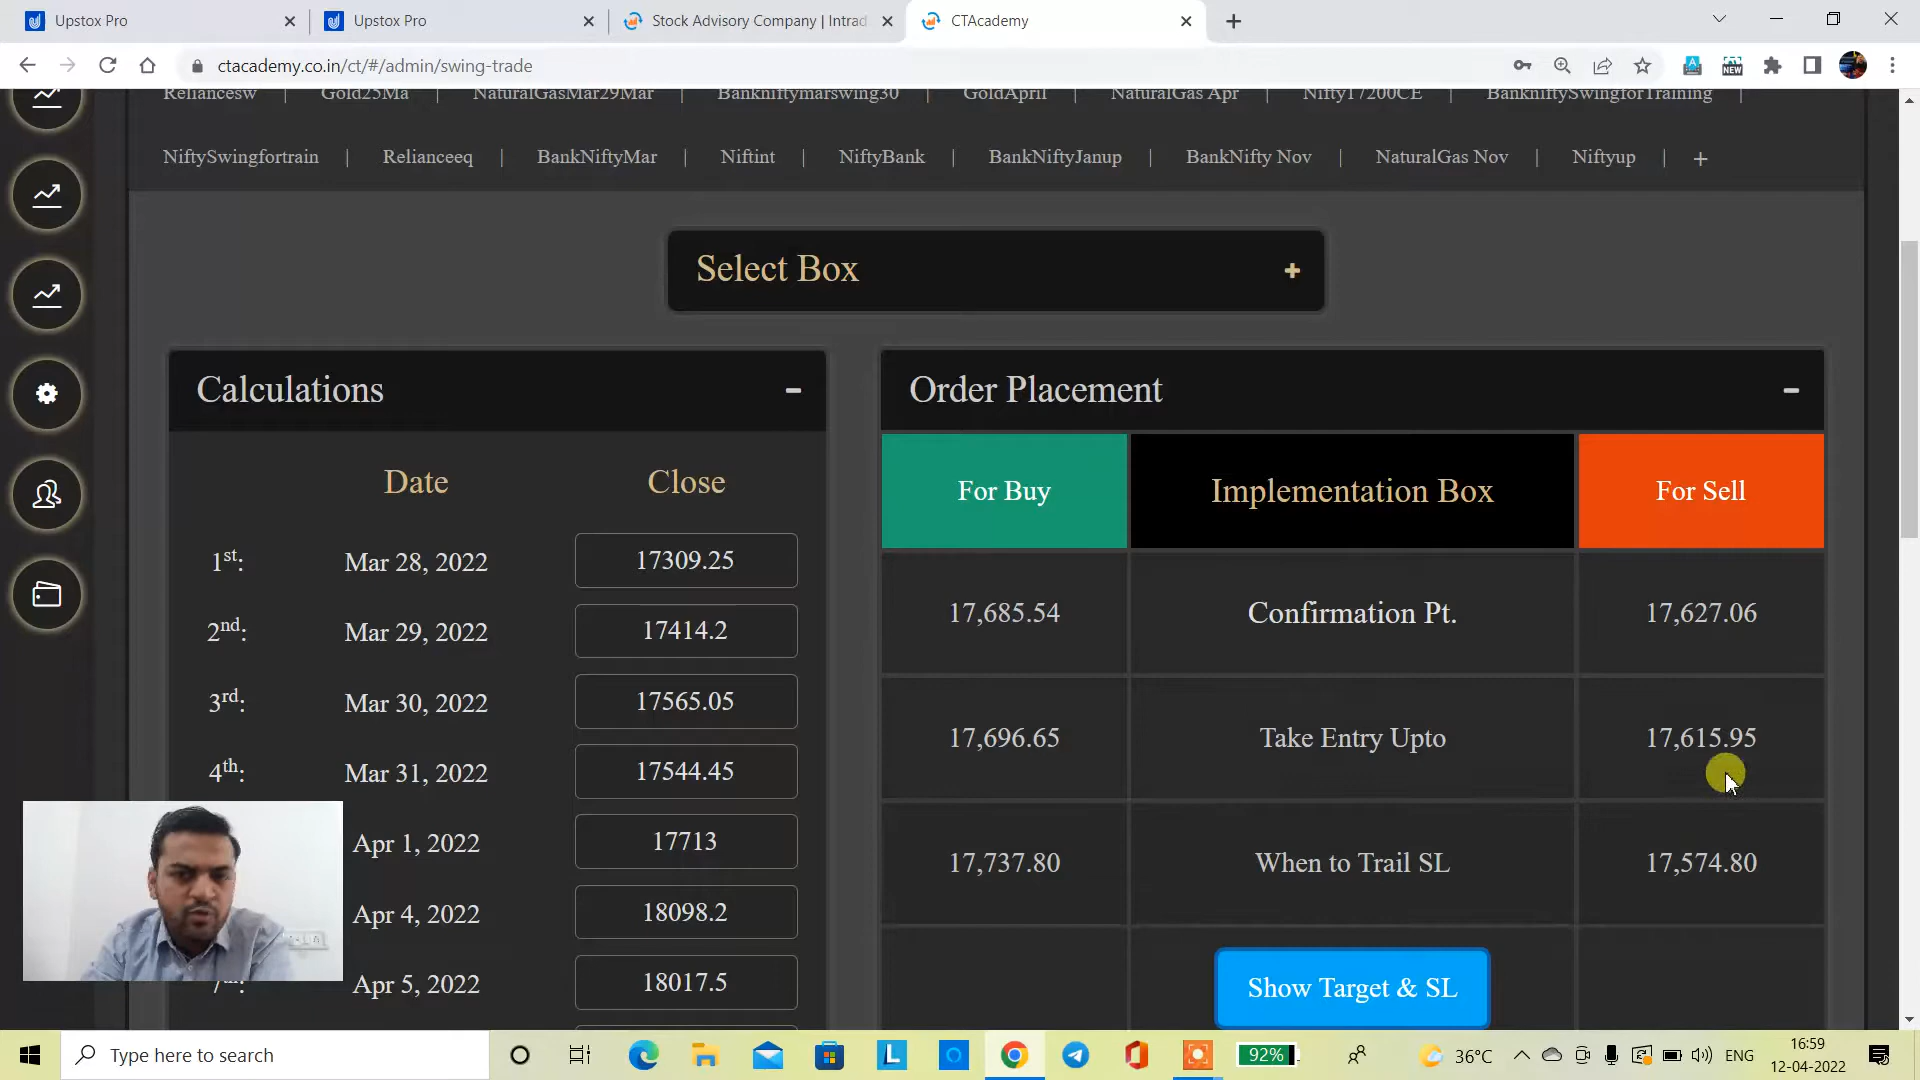 Upstox Pro
Upstox Pro
Stock Advisory Company | Intrad
CTAcademy
ctacademy.co.in/ct/#/admin/swing-trade
NEW
Reliancesw | Gold25Ma | NaturalGasMar29Mar | Bankniftymarswing30 | GoldApril | NaturalGas Apr | Nifty17200CE | BankniftySwingforTraining |
NiftySwingfortrain | Relianceeq | BankNiftyMar | Niftint | NiftyBank | BankNiftyJanup | BankNifty Nov | NaturalGas Nov | Niftyup | +
Select Box +
Calculations –
Date Close
1st: Mar 28, 2022 17309.25
2nd: Mar 29, 2022 17414.2
3rd: Mar 30, 2022 17565.05
4th: Mar 31, 2022 17544.45
Apr 1, 2022 17713
Apr 4, 2022 18098.2
Apr 5, 2022 18017.5
Order Placement –
For Buy Implementation Box For Sell
17,685.54 Confirmation Pt. 17,627.06
17,696.65 Take Entry Upto 17,615.95
17,737.80 When to Trail SL 17,574.80
Show Target & SL
Type here to search
L
92%
36°C
ENG
16:59
12-04-2022